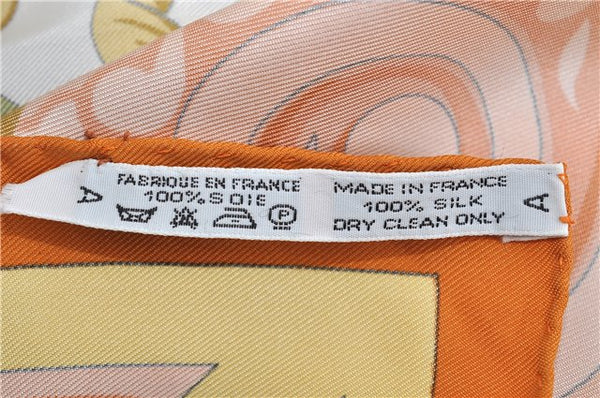 A
FABRIQUE EN FRANCE
100% SOIE
P
MADE IN FRANCE
100% SILK
DRY CLEAN ONLY
A